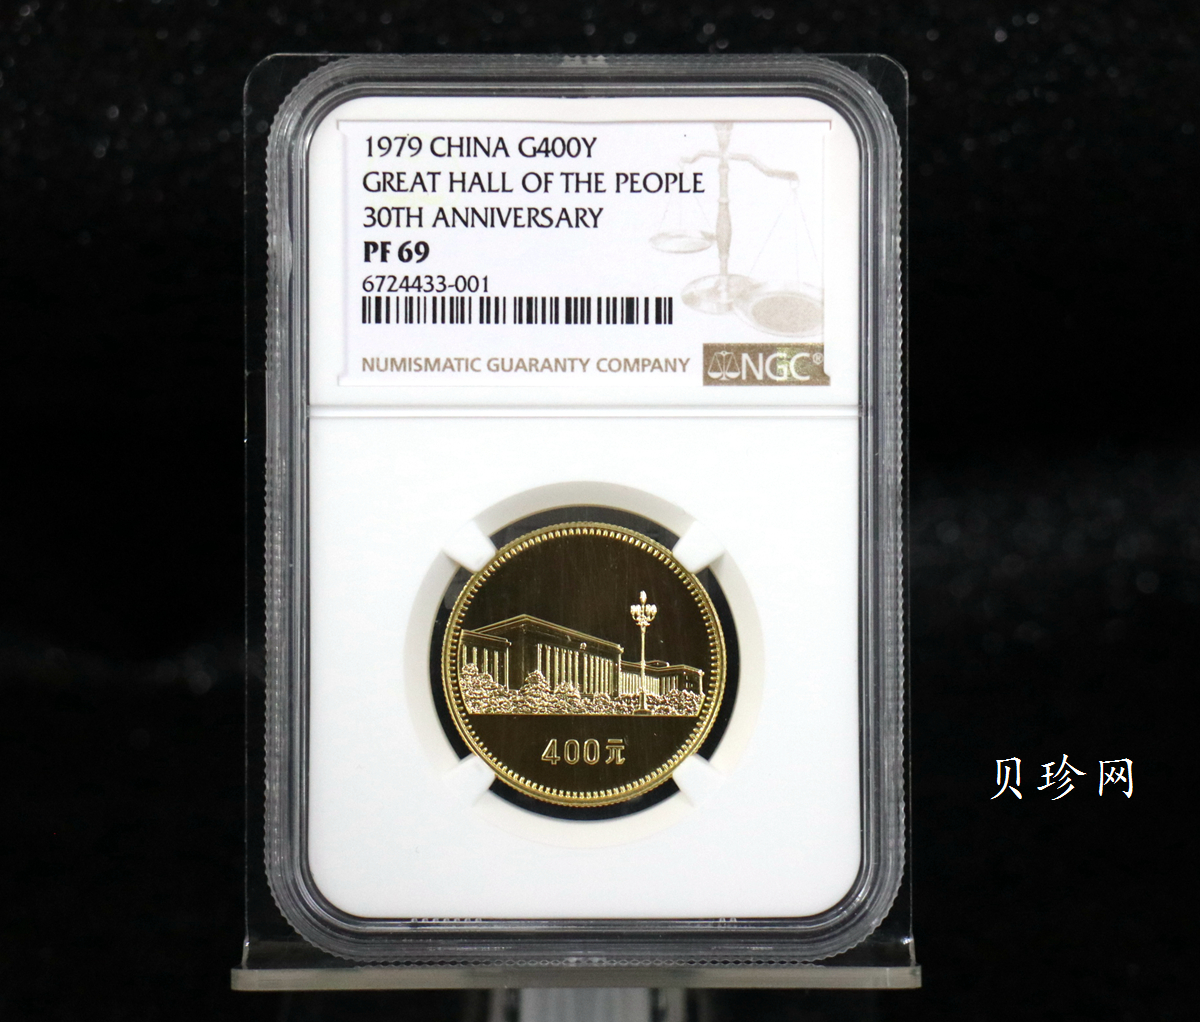 1979 CHINA G400Y
GREAT HALL OF THE PEOPLE
30TH ANNIVERSARY
PF 69
6724433-001
NUMISMATIC GUARANTY COMPANY
NGC®
400元
贝珍网